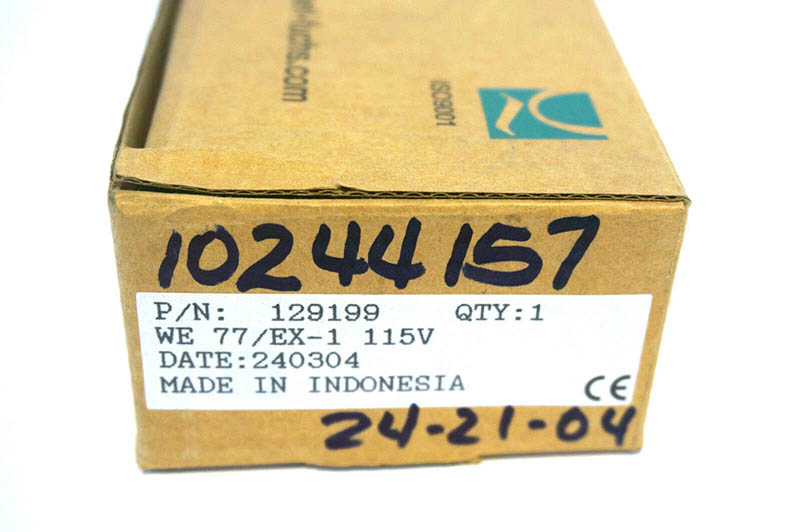 ISO9001
10244157
P/N: 129199 QTY:1
WE 77/EX-1 115V
DATE:240304
MADE IN INDONESIA
CE
24-21-04